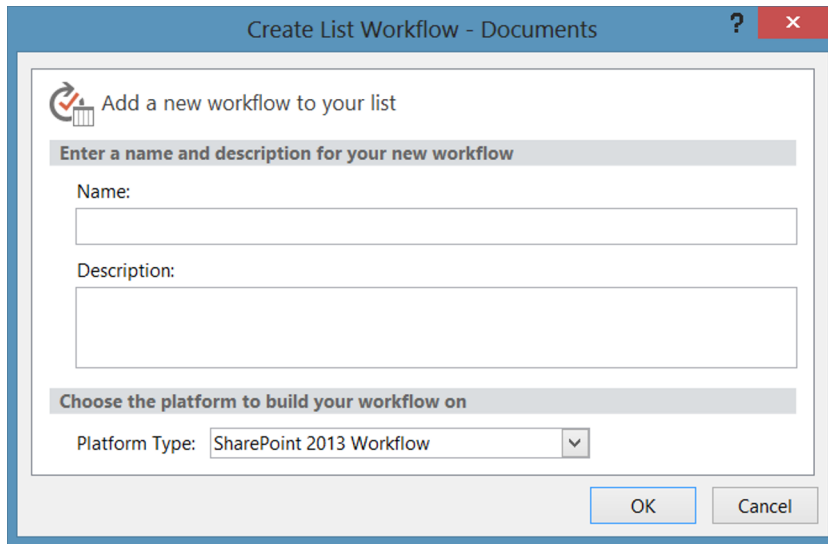 Create List Workflow - Documents
?
Add a new workflow to your list
Enter a name and description for your new workflow
Name:
Description:
Choose the platform to build your workflow on
Platform Type: SharePoint 2013 Workflow
OK Cancel